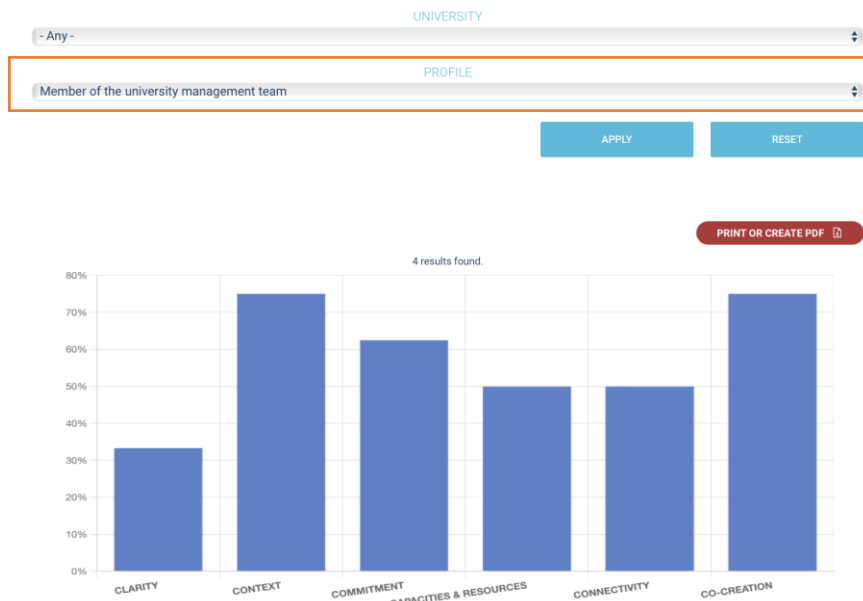 UNIVERSITY
- Any -
PROFILE
Member of the university management team
APPLY RESET
PRINT OR CREATE PDF
4 results found.
80%
70%
60%
50%
40%
30%
20%
10%
0%
CLARITY CONTEXT COMMITMENT CAPACITIES & RESOURCES CONNECTIVITY CO-CREATION